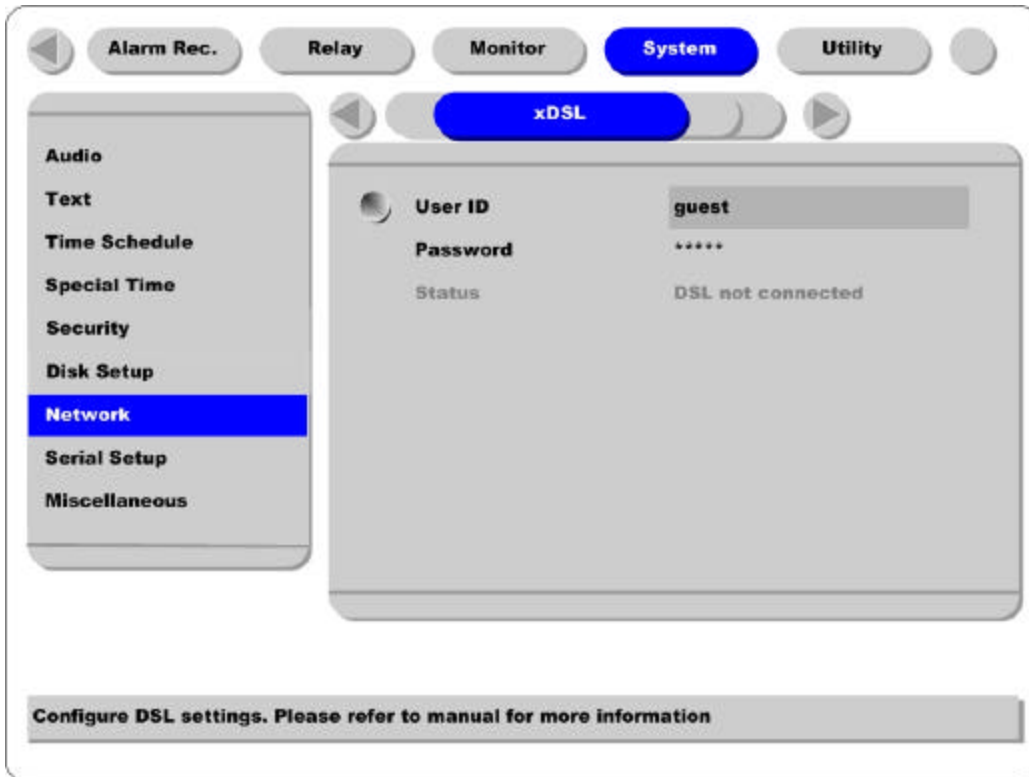 Alarm Rec. Relay Monitor System Utility
xDSL
Audio
Text
Time Schedule
Special Time
Security
Disk Setup
Network
Serial Setup
Miscellaneous
User ID guest
Password *****
Status DSL not connected
Configure DSL settings. Please refer to manual for more information